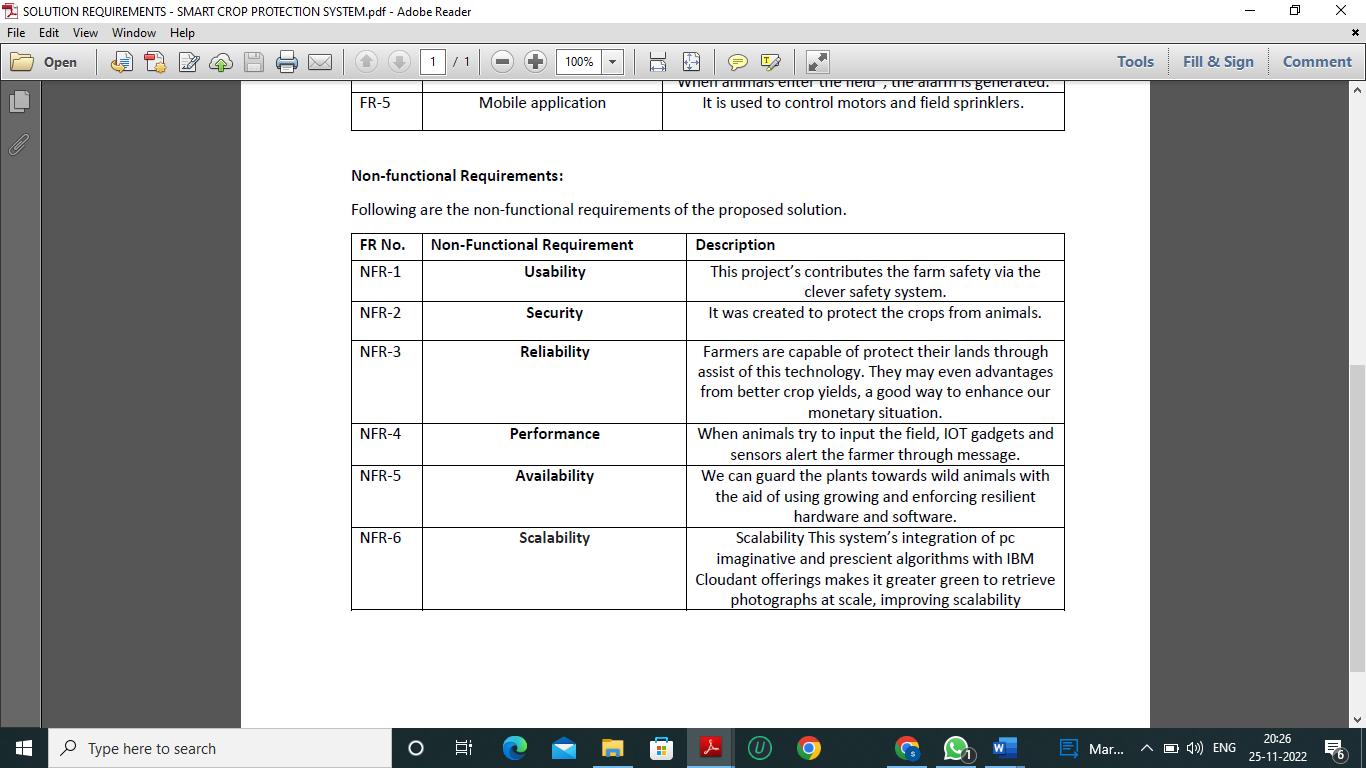 SOLUTION REQUIREMENTS - SMART CROP PROTECTION SYSTEM.pdf - Adobe Reader
File Edit View Window Help
Open 1 / 1 100% Tools Fill & Sign Comment
When animals enter the field , the alarm is generated.
FR-5 Mobile application It is used to control motors and field sprinklers.
Non-functional Requirements:
Following are the non-functional requirements of the proposed solution.
FR No. Non-Functional Requirement Description
NFR-1 Usability This project’s contributes the farm safety via the
clever safety system.
NFR-2 Security It was created to protect the crops from animals.
NFR-3 Reliability Farmers are capable of protect their lands through
assist of this technology. They may even advantages
from better crop yields, a good way to enhance our
monetary situation.
NFR-4 Performance When animals try to input the field, IOT gadgets and
sensors alert the farmer through message.
NFR-5 Availability We can guard the plants towards wild animals with
the aid of using growing and enforcing resilient
hardware and software.
NFR-6 Scalability Scalability This system’s integration of pc
imaginative and prescient algorithms with IBM
Cloudant offerings makes it greater green to retrieve
photographs at scale, improving scalability
Type here to search Mar... ENG 20:26
25-11-2022 6